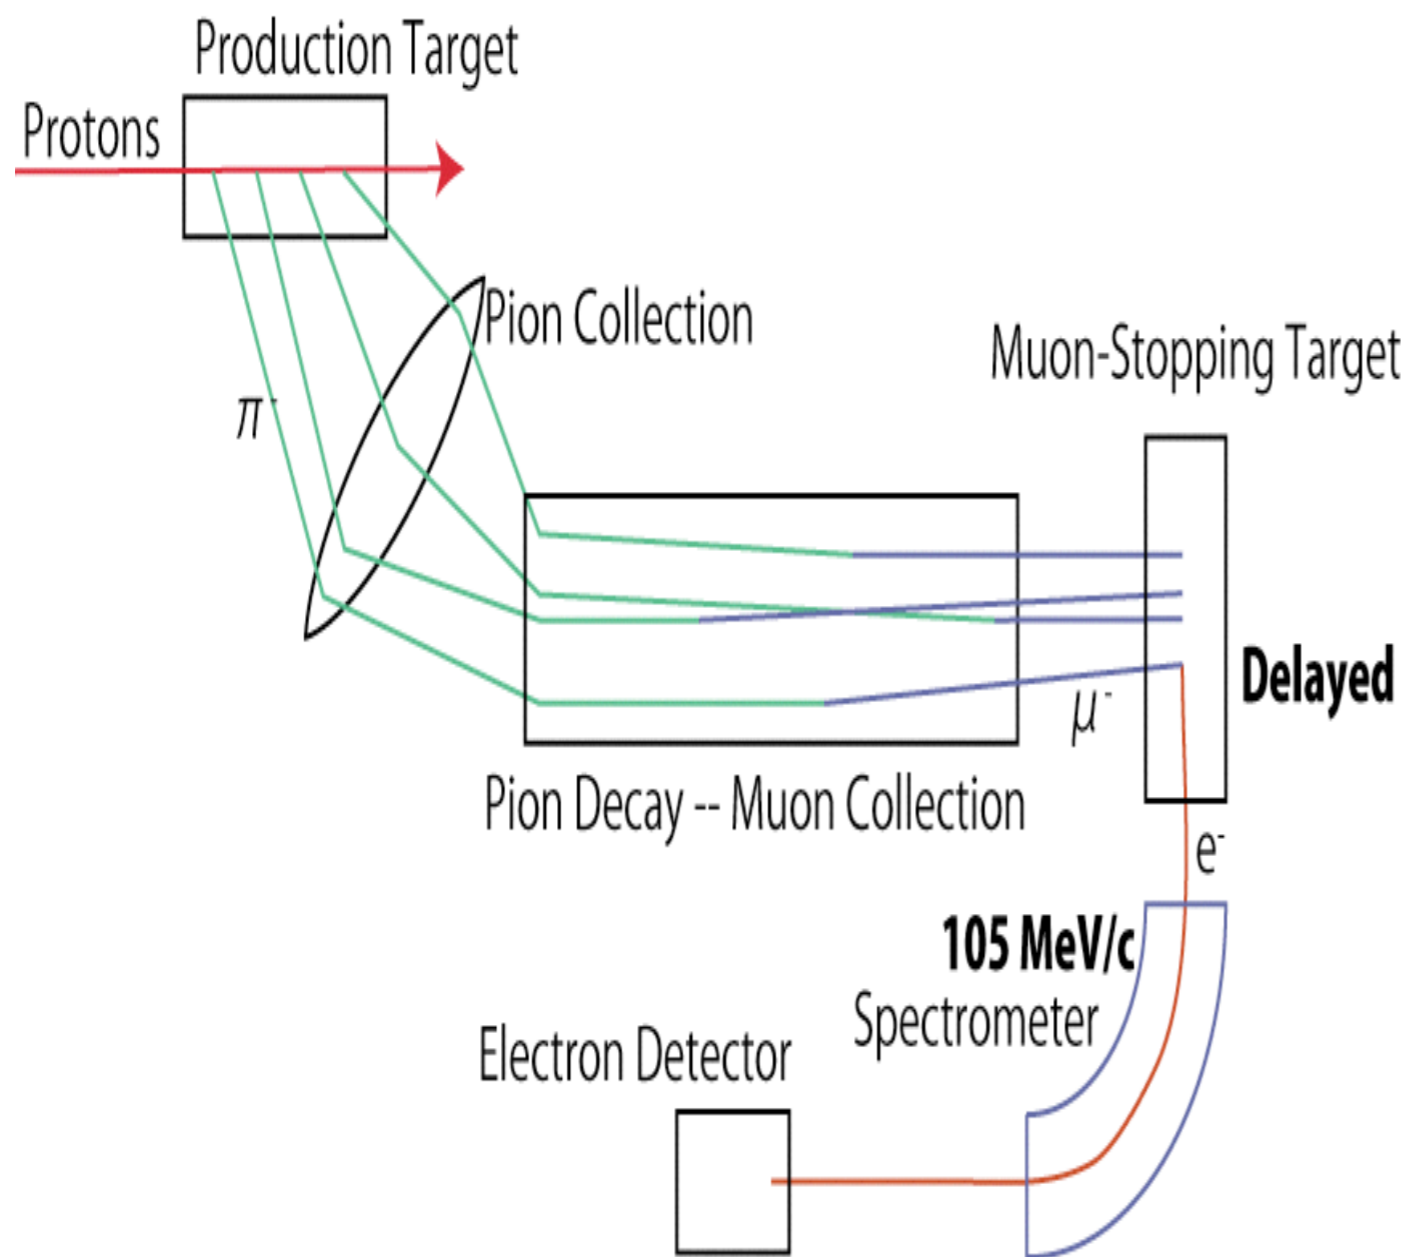 Production Target
Protons
Pion Collection
π-
Muon-Stopping Target
Delayed
μ-
Pion Decay -- Muon Collection
e-
105 MeV/c
Spectrometer
Electron Detector